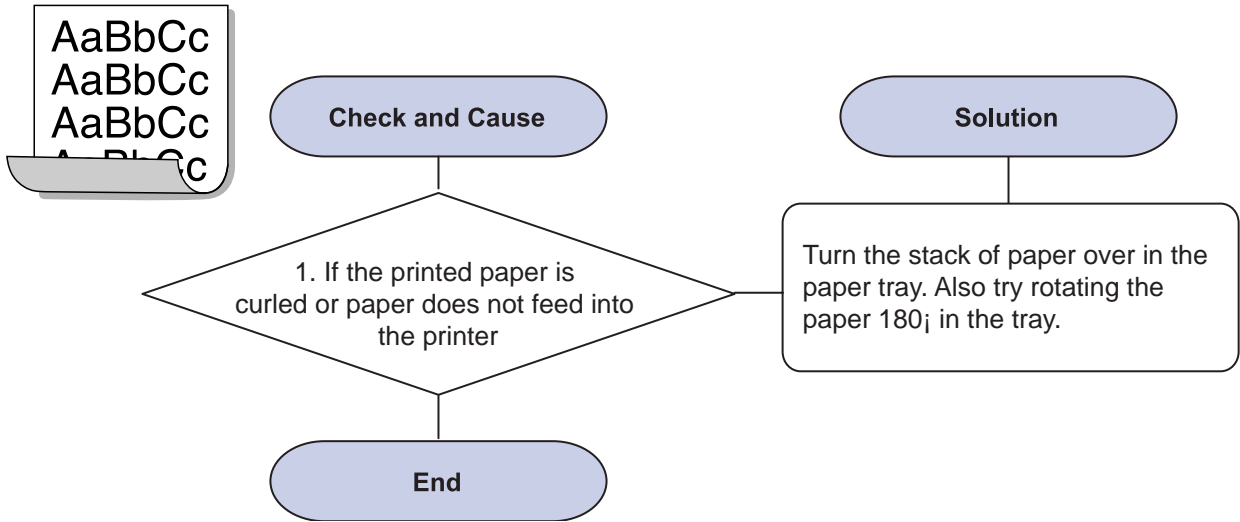 AaBbCc
AaBbCc
AaBbCc
Check and Cause
Solution
1. If the printed paper is
curled or paper does not feed into
the printer
Turn the stack of paper over in the
paper tray. Also try rotating the
paper 180¡ in the tray.
End